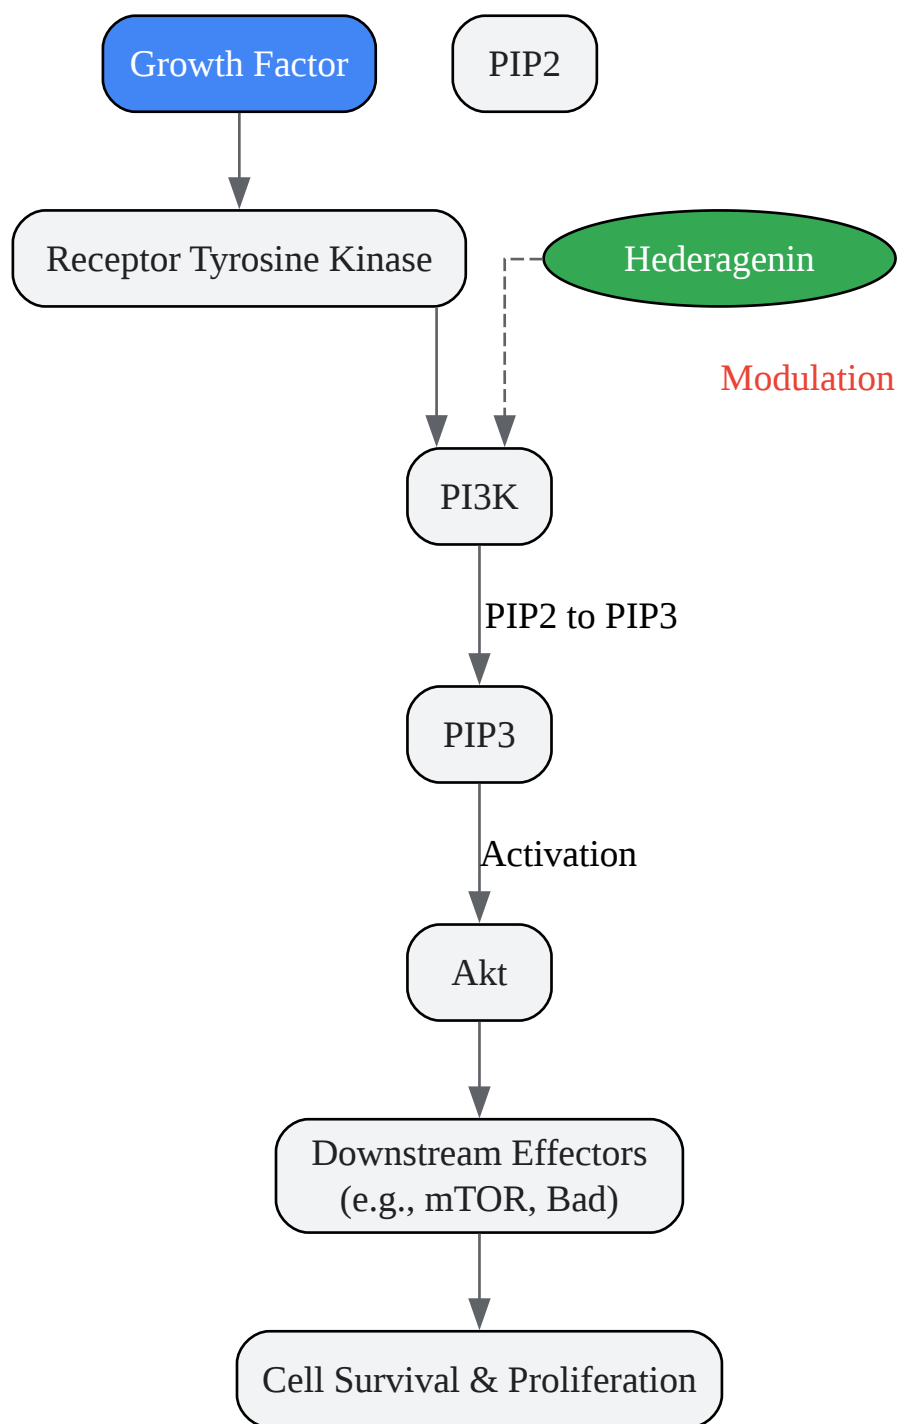 Growth Factor
PIP2
Receptor Tyrosine Kinase
Hederagenin
Modulation
PI3K
PIP2 to PIP3
PIP3
Activation
Akt
Downstream Effectors
(e.g., mTOR, Bad)
Cell Survival & Proliferation